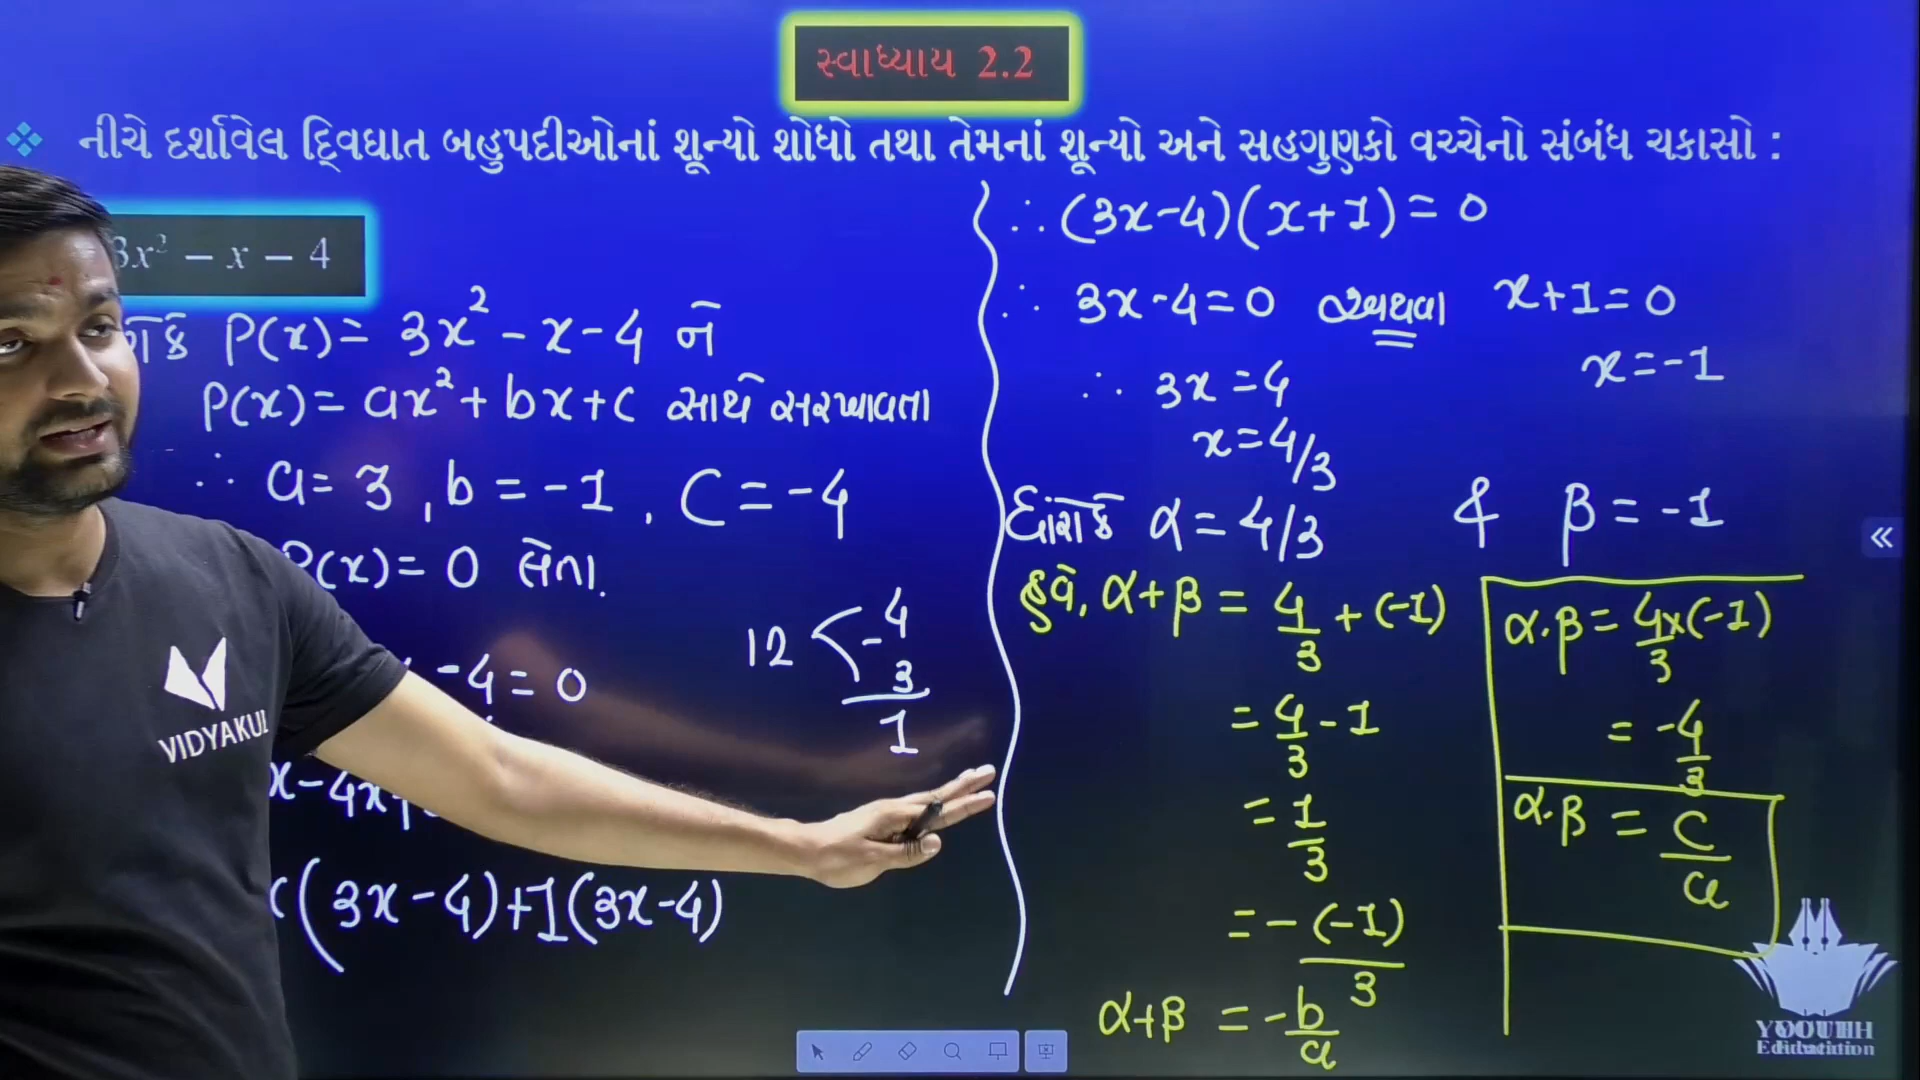 સ્વાધ્યાય 2.2
નીચે દર્શાવેલ દ્વિઘાત બહુપદીઓનાં શૂન્યો શોધો તથા તેમનાં શૂન્યો અને સહગુણકો વચ્ચેનો સંબંધ ચકાસો :
3x² − x − 4
P(x) = 3x² - x - 4 ને
P(x) = ax² + bx + c સાથે સરખાવતા
∴ a = 3, b = -1, c = -4
P(x) = 0 લેતા
-4 = 0
12 < -4 3
1
x - 4x +
(3x - 4) + 1(3x - 4)
∴ (3x - 4)(x + 1) = 0
∴ 3x - 4 = 0 અથવા x + 1 = 0
∴ 3x = 4 x = -1
x = 4/3
ધારોકે α = 4/3 & β = -1
હવે, α + β = 4/3 + (-1)
= 4/3 - 1
= 1/3
= -(-1)/3
α + β = -b/a
α.β = 4/3 x (-1)
= -4/3
α.β = c/a
VIDYAKUL
YOUTH
Education